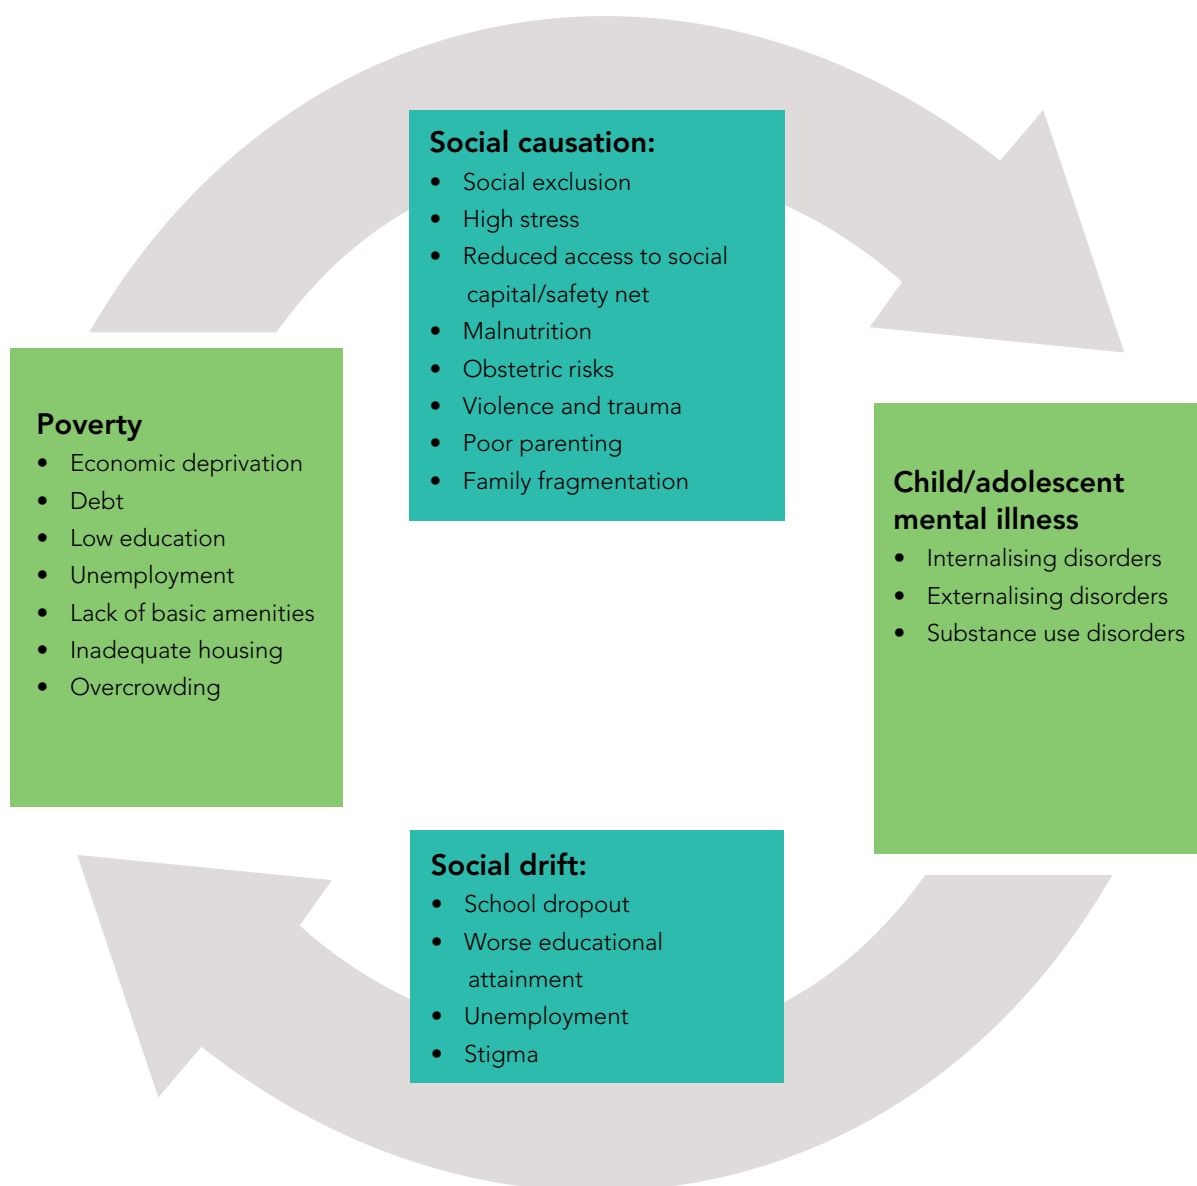 Social causation:
• Social exclusion
• High stress
• Reduced access to social
capital/safety net
• Malnutrition
• Obstetric risks
• Violence and trauma
• Poor parenting
• Family fragmentation
Poverty
• Economic deprivation
• Debt
• Low education
• Unemployment
• Lack of basic amenities
• Inadequate housing
• Overcrowding
Child/adolescent
mental illness
• Internalising disorders
• Externalising disorders
• Substance use disorders
Social drift:
• School dropout
• Worse educational
attainment
• Unemployment
• Stigma